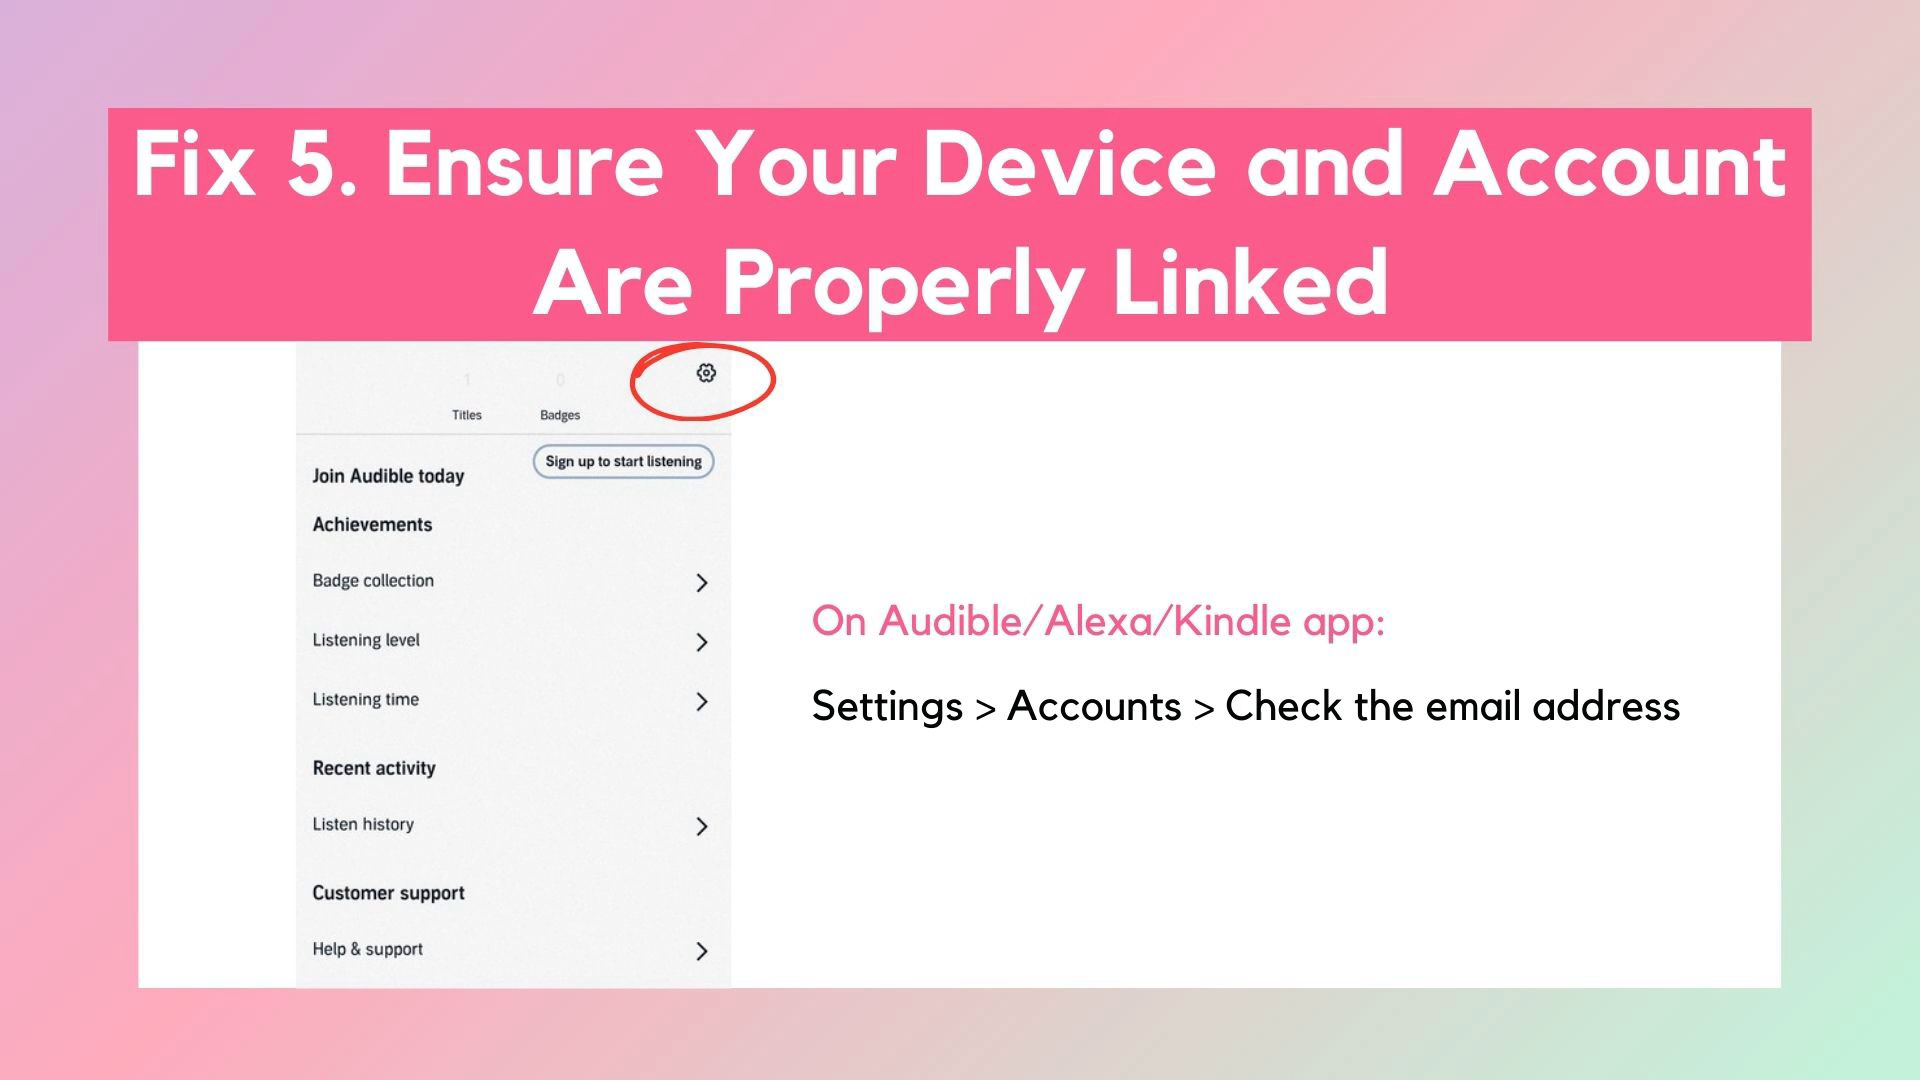 Fix 5. Ensure Your Device and Account
Are Properly Linked
1 0
Titles Badges
Join Audible today
Sign up to start listening
Achievements
Badge collection
Listening level
Listening time
Recent activity
Listen history
Customer support
Help & support
On Audible/Alexa/Kindle app:
Settings > Accounts > Check the email address